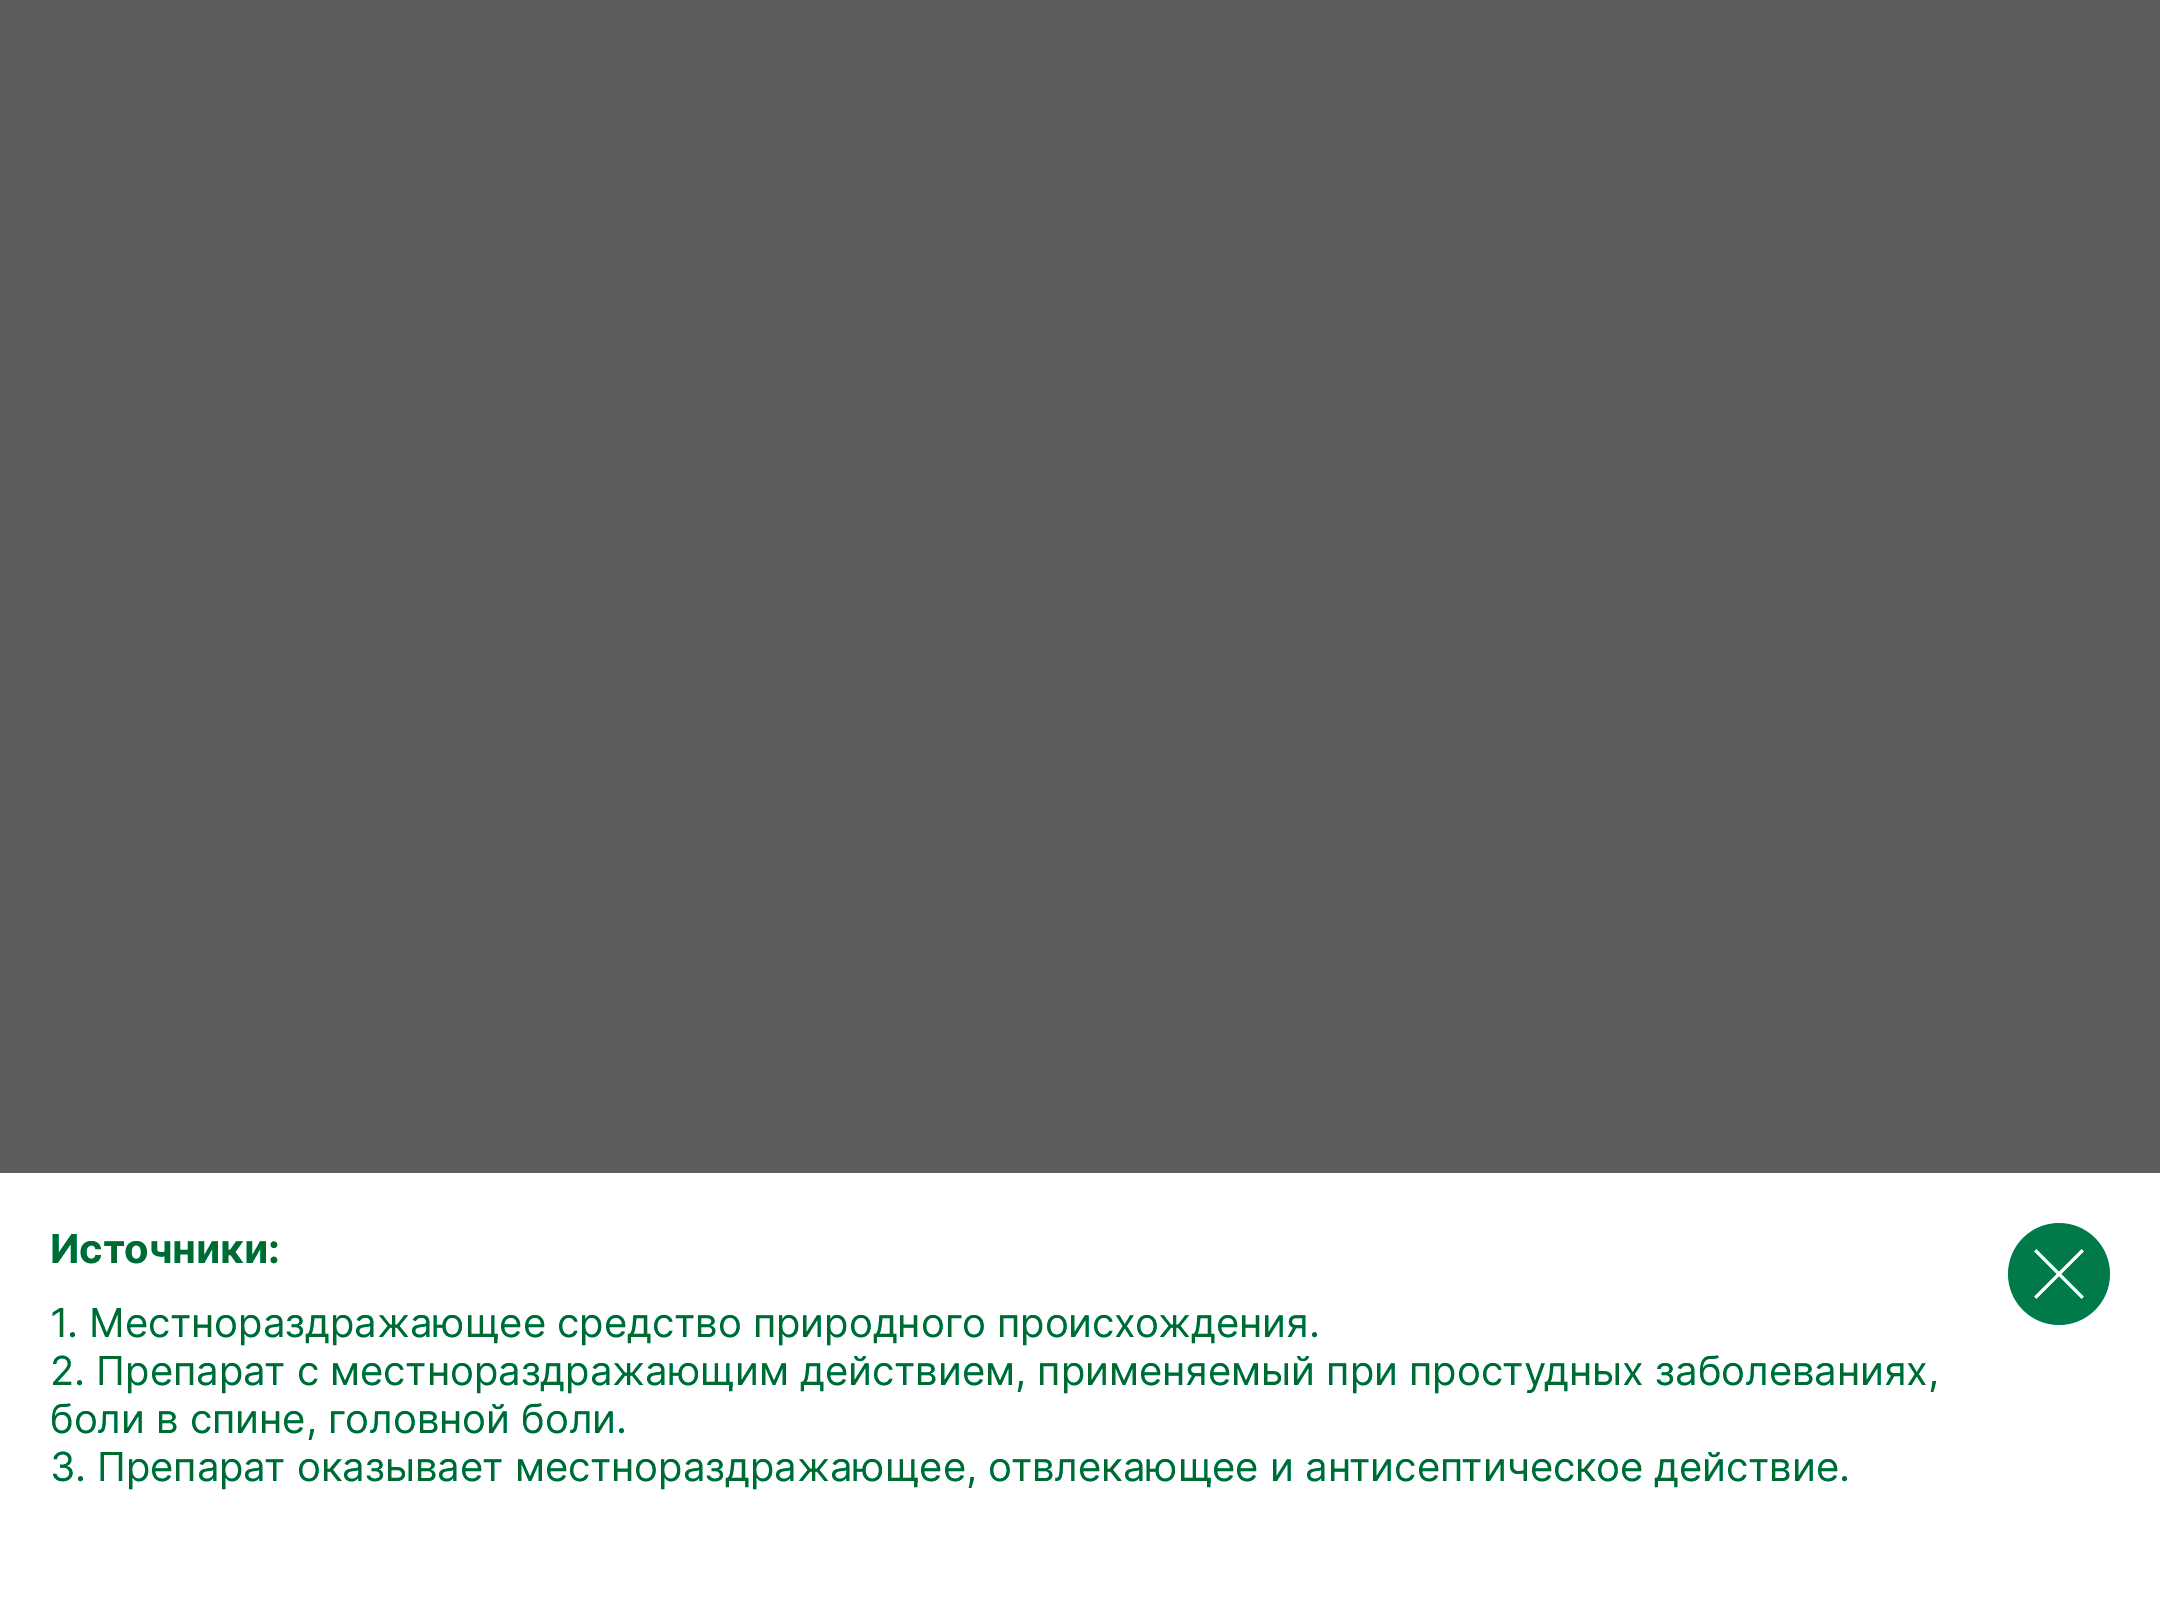 Источники:
1. Местнораздражающее средство природного происхождения.
2. Препарат с местнораздражающим действием, применяемый при простудных заболеваниях,
боли в спине, головной боли.
3. Препарат оказывает местнораздражающее, отвлекающее и антисептическое действие.